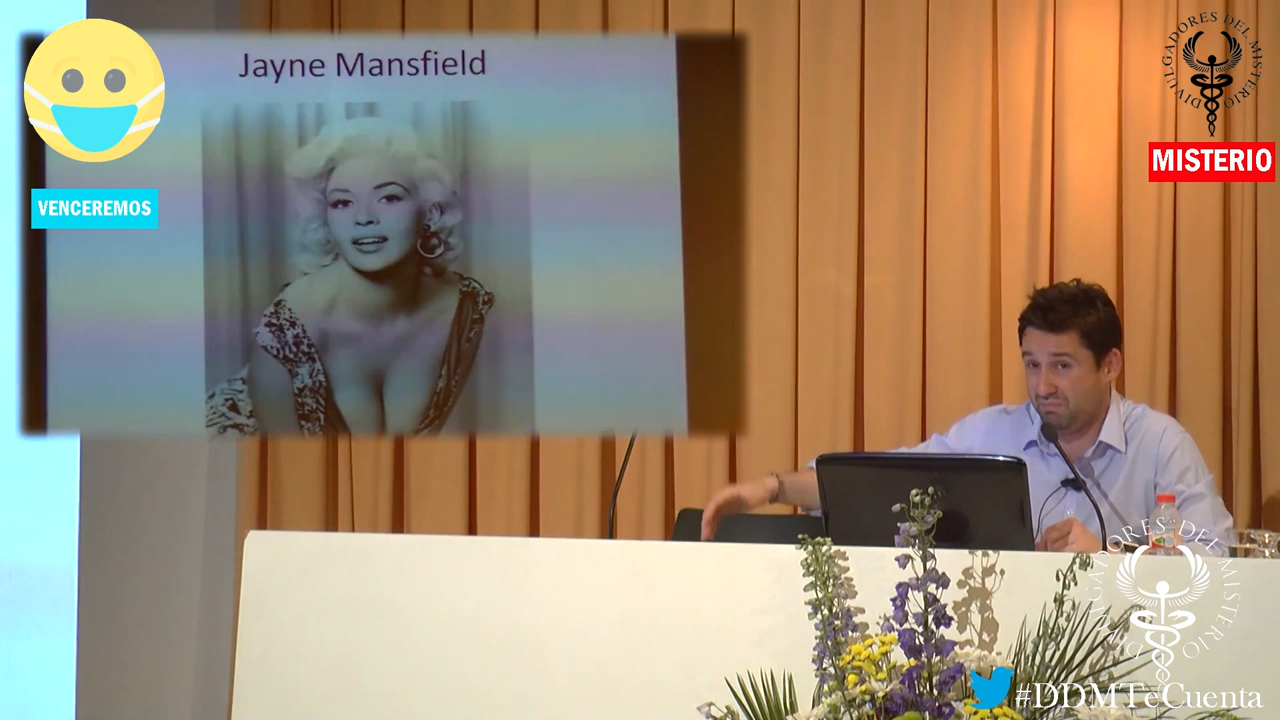 Jayne Mansfield
VENCEREMOS
DIVULGADORES DEL MISTERIO
MISTERIO
DIVULGADORES DEL MISTERIO
#DDMTeCuenta